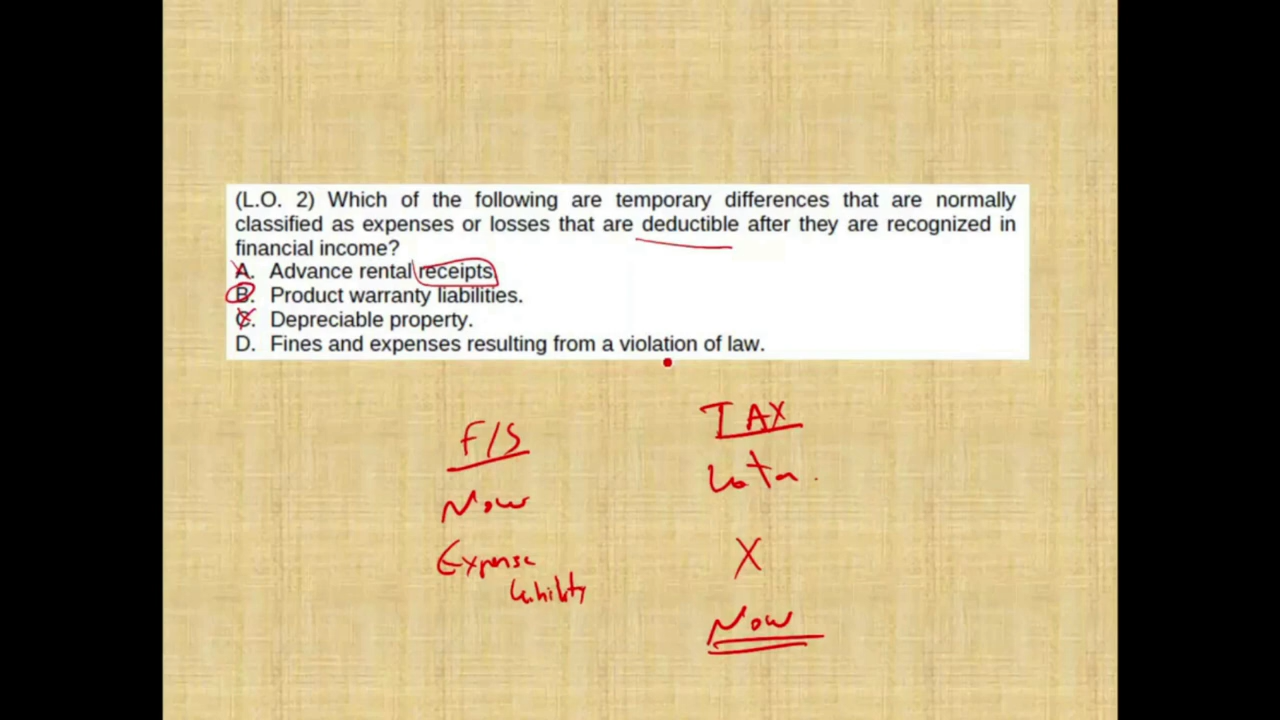 (L.O. 2) Which of the following are temporary differences that are normally
classified as expenses or losses that are deductible after they are recognized in
financial income?
A. Advance rental receipts.
B. Product warranty liabilities.
C. Depreciable property.
D. Fines and expenses resulting from a violation of law.
F/S
TAX
Now
Later
Expense
X
liability
Now